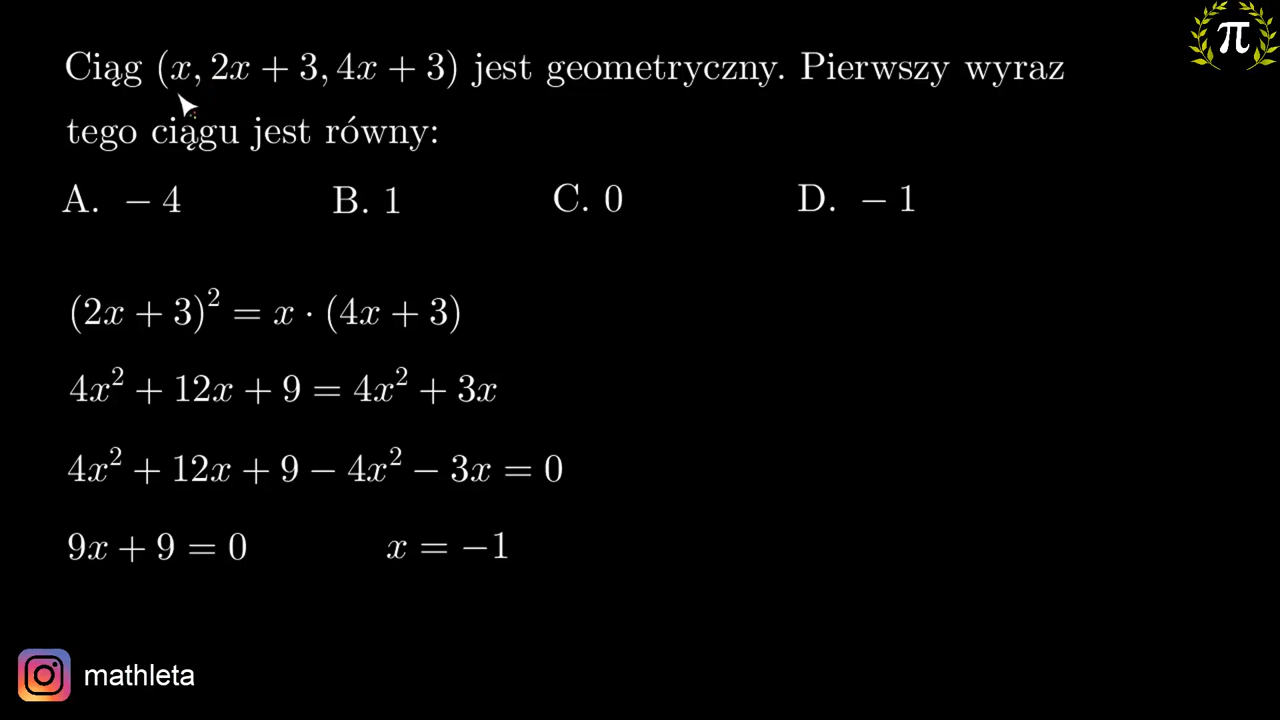 π
Ciąg (x, 2x + 3, 4x + 3) jest geometryczny. Pierwszy wyraz
tego ciągu jest równy:
A. − 4 B. 1 C. 0 D. − 1
(2x + 3)² = x · (4x + 3)
4x² + 12x + 9 = 4x² + 3x
4x² + 12x + 9 − 4x² − 3x = 0
9x + 9 = 0 x = −1
mathleta